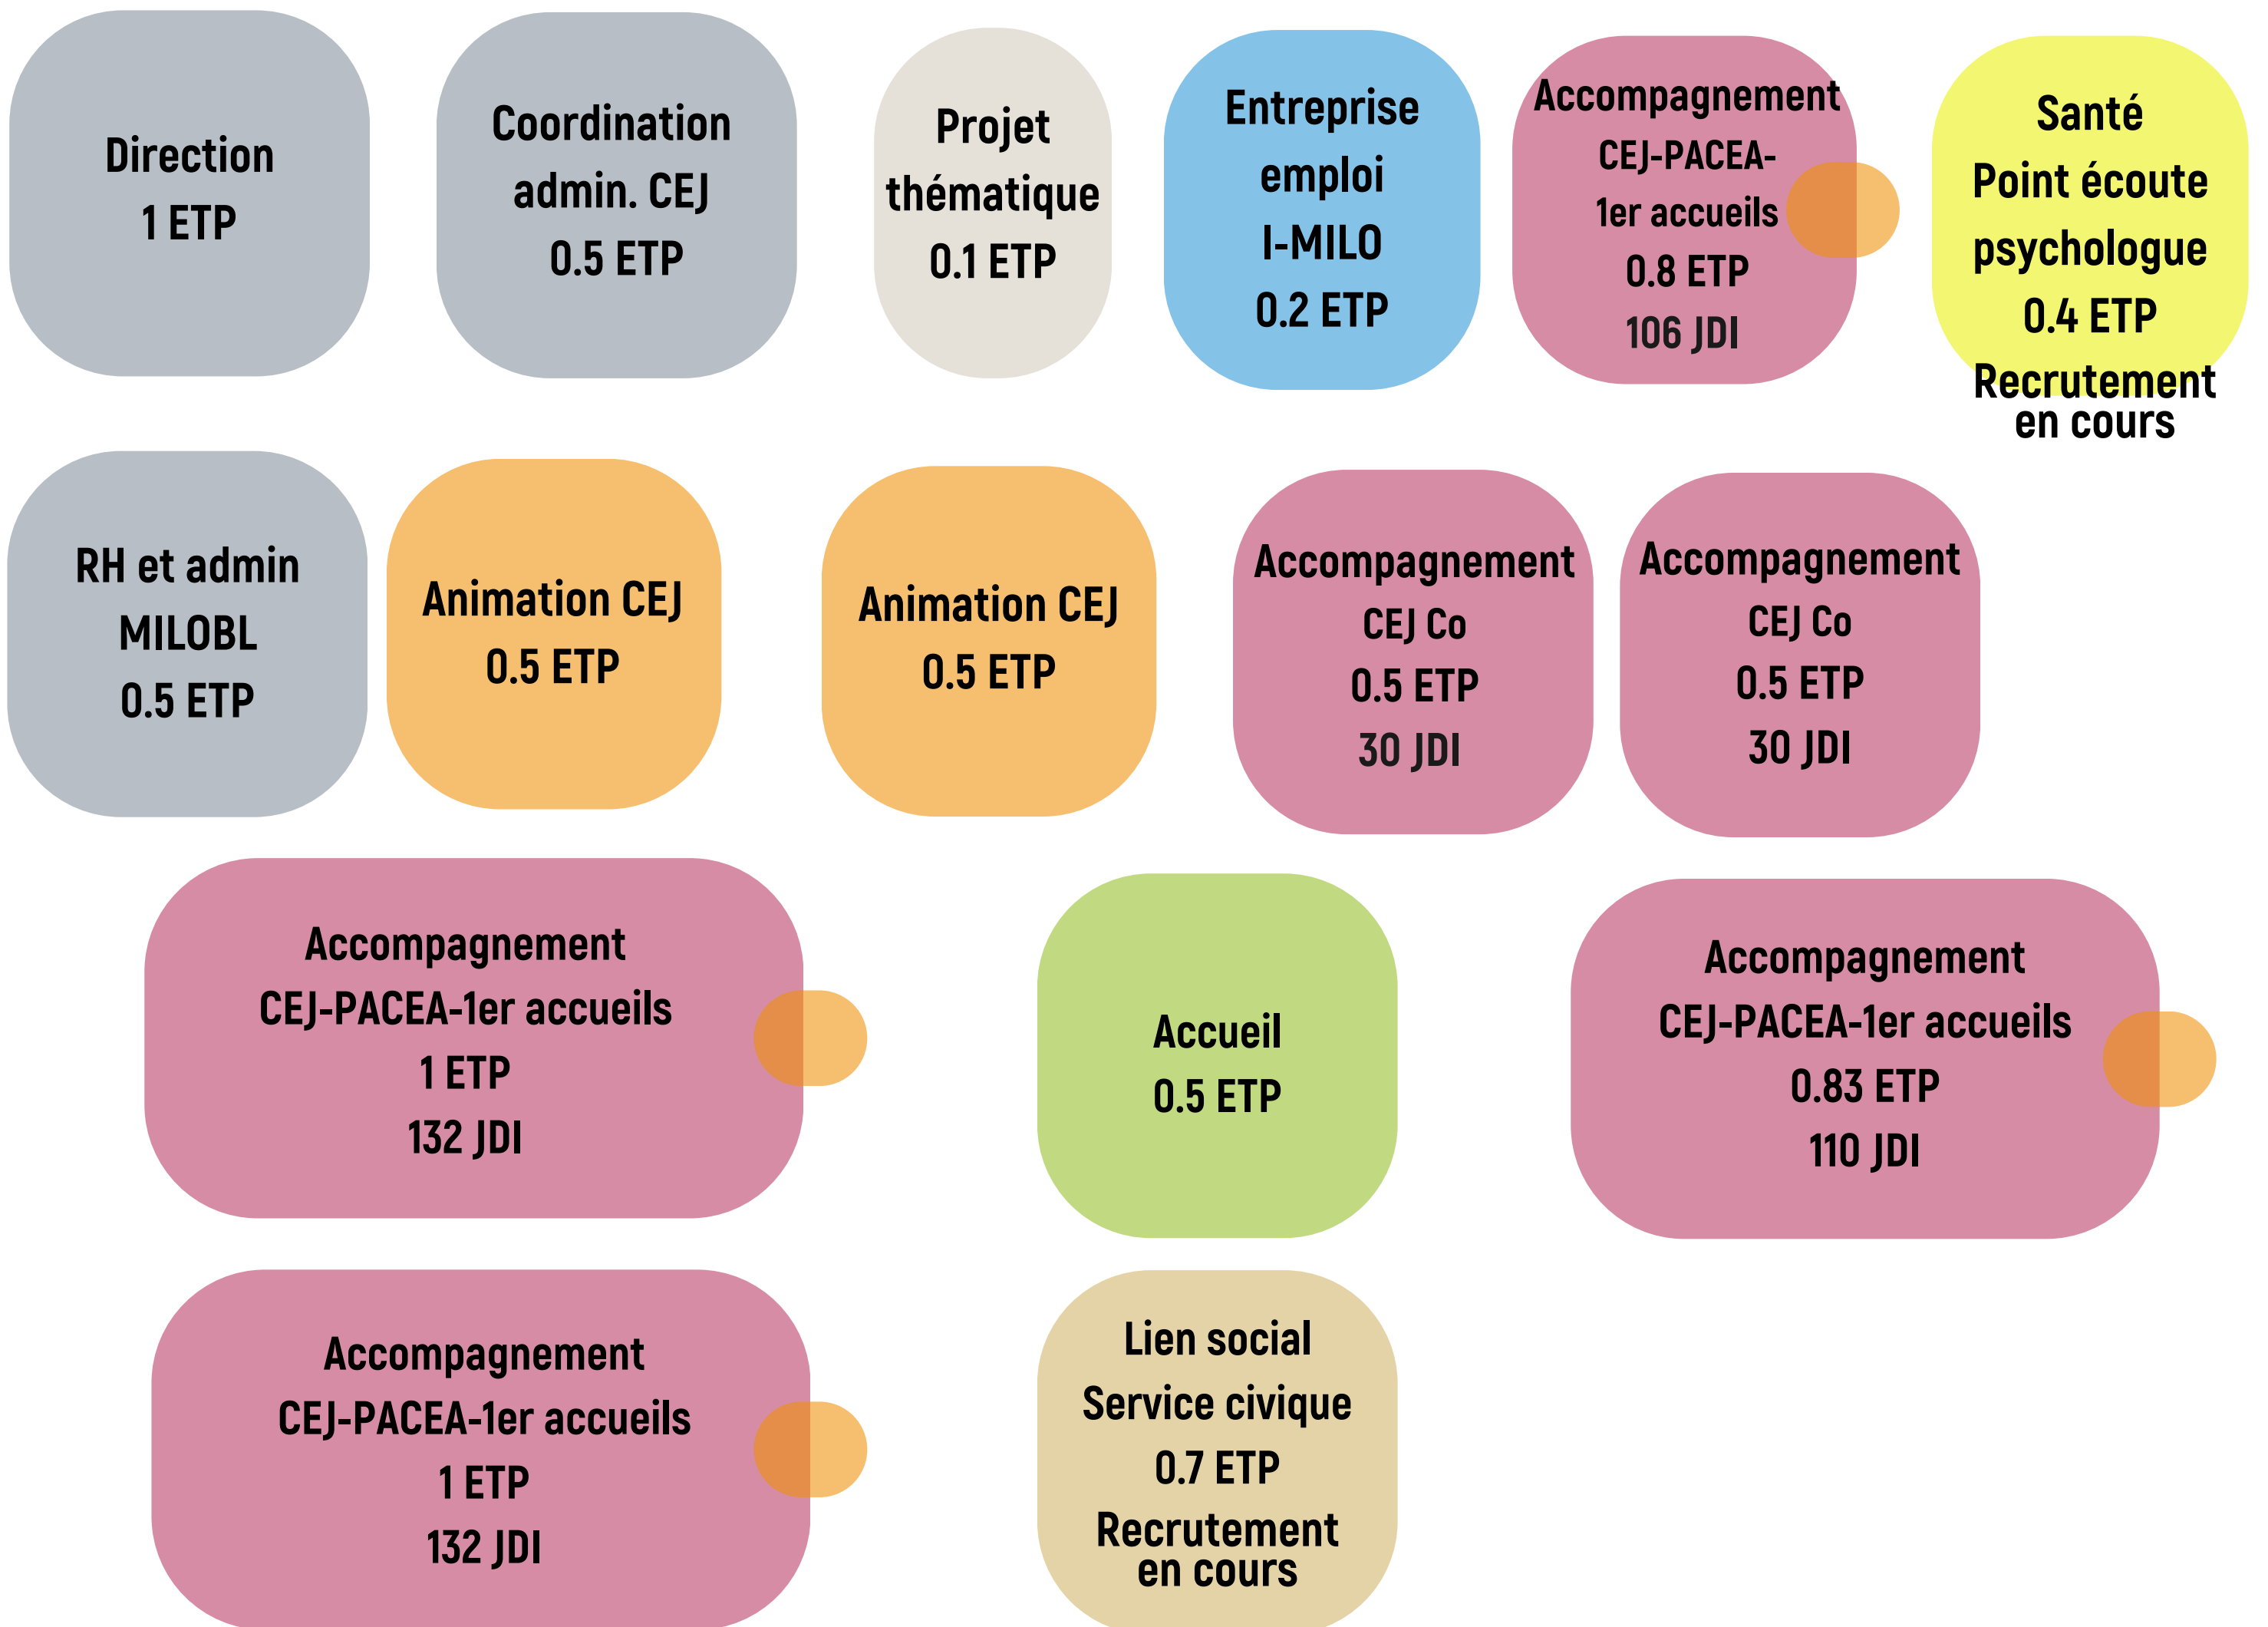 Direction
1 ETP
Coordination
admin. CEJ
0.5 ETP
Projet
thématique
0.1 ETP
Entreprise
emploi
I-MILO
0.2 ETP
Accompagnement
CEJ-PACEA-
1er accueils
0.8 ETP
106 JDI
Santé
Point écoute
psychologue
0.4 ETP
Recrutement
en cours
RH et admin
MILOBL
0.5 ETP
Animation CEJ
0.5 ETP
Animation CEJ
0.5 ETP
Accompagnement
CEJ Co
0.5 ETP
30 JDI
Accompagnement
CEJ Co
0.5 ETP
30 JDI
Accompagnement
CEJ-PACEA-1er accueils
1 ETP
132 JDI
Accueil
0.5 ETP
Accompagnement
CEJ-PACEA-1er accueils
0.83 ETP
110 JDI
Accompagnement
CEJ-PACEA-1er accueils
1 ETP
132 JDI
Lien social
Service civique
0.7 ETP
Recrutement
en cours